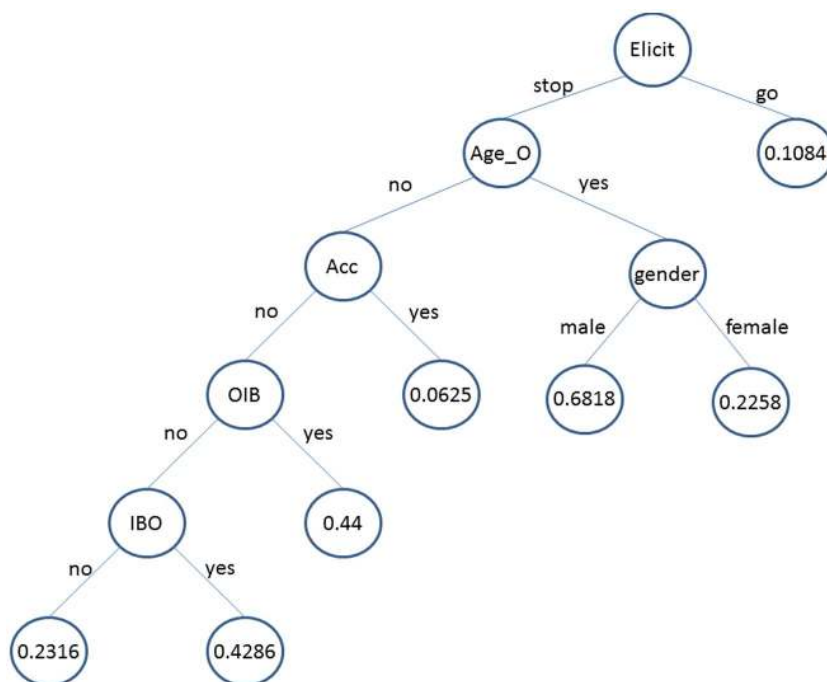 Elicit
stop
go
Age_O
0.1084
no
yes
Acc
gender
no
yes
male
female
OIB
0.0625
0.6818
0.2258
no
yes
IBO
0.44
no
yes
0.2316
0.4286